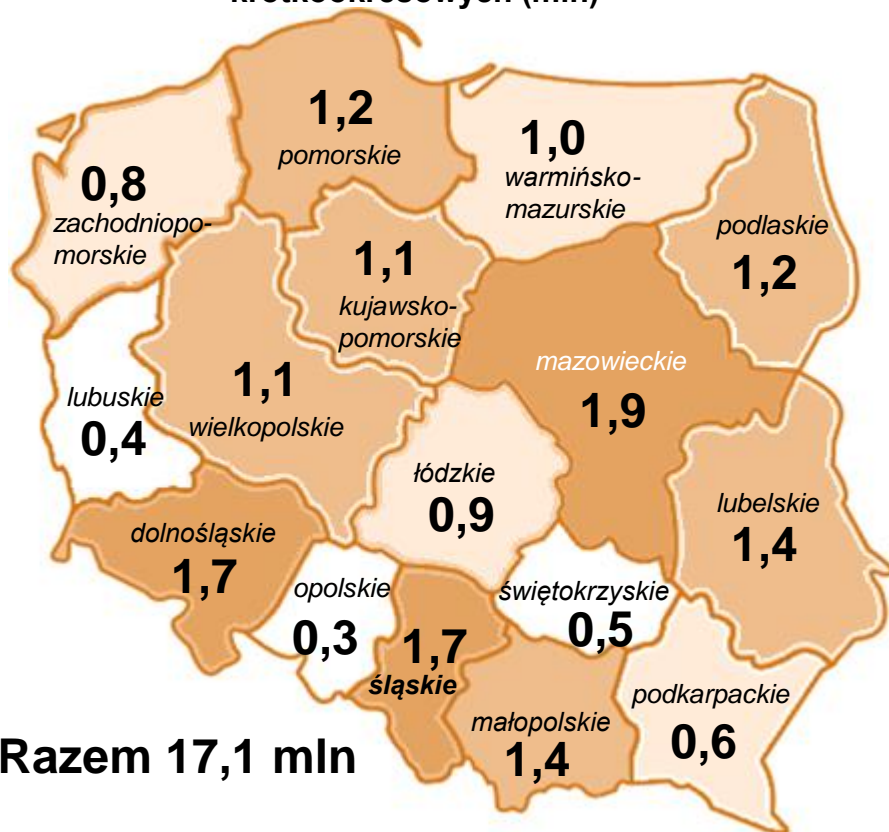 krótkookresowych (mln)
1,2
pomorskie
1,0
warmińsko-
mazurskie
0,8
zachodniopo-
morskie
podlaskie
1,2
1,1
kujawsko-
pomorskie
mazowieckie
1,9
lubuskie
0,4
1,1
wielkopolskie
łódzkie
0,9
lubelskie
1,4
dolnośląskie
1,7
opolskie
0,3
świętokrzyskie
0,5
1,7
śląskie
podkarpackie
0,6
małopolskie
1,4
Razem 17,1 mln